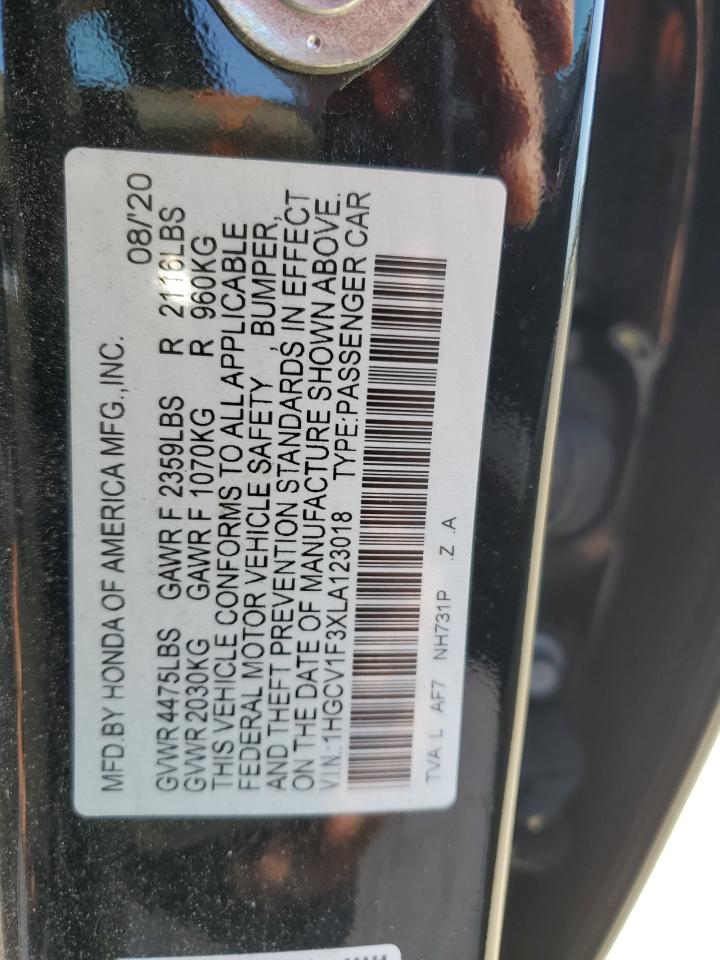 MFD.BY HONDA OF AMERICA MFG.,INC. 08/'20
GVWR 4475LBS GAWR F 2359LBS R 2116LBS
GVWR 2030KG GAWR F 1070KG R 960KG
THIS VEHICLE CONFORMS TO ALL APPLICABLE
FEDERAL MOTOR VEHICLE SAFETY , BUMPER,
AND THEFT PREVENTION STANDARDS IN EFFECT
ON THE DATE OF MANUFACTURE SHOWN ABOVE.
V.I.N.:1HGCV1F3XLA123018 TYPE:PASSENGER CAR
TVA L AF7 NH731P .Z .A